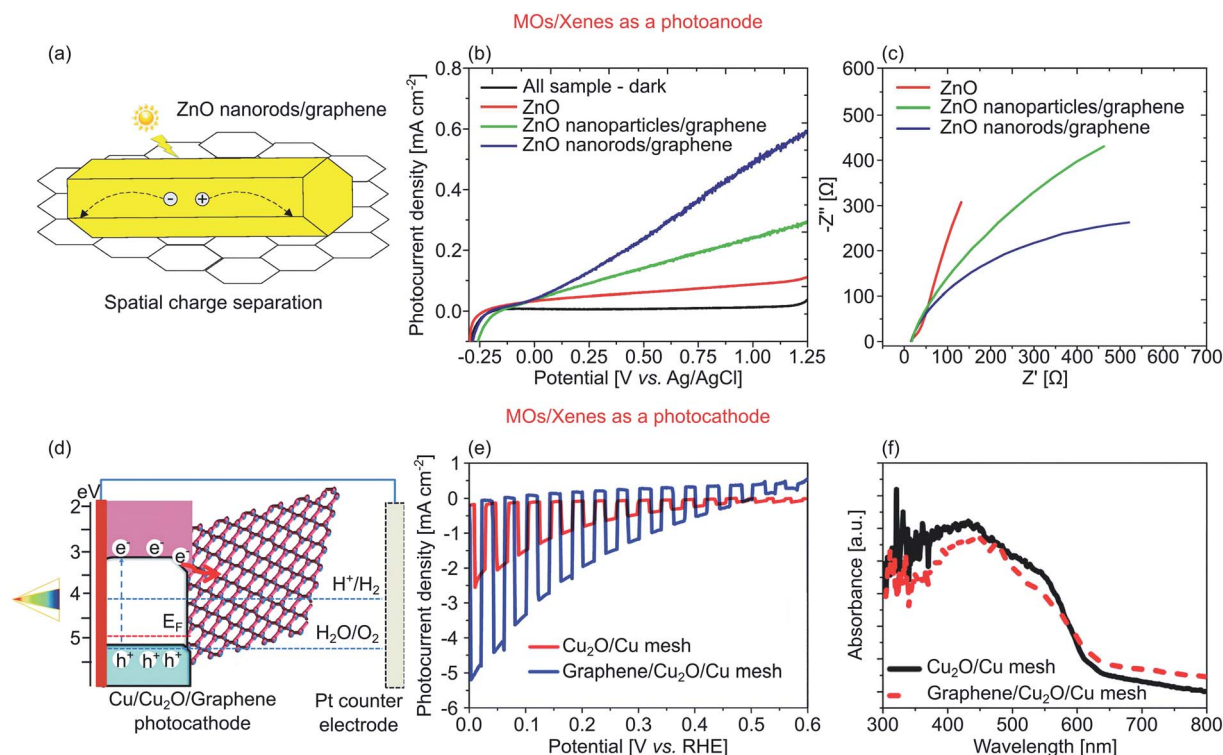 MOs/Xenes as a photoanode
(a)
ZnO nanorods/graphene
-
+
Spatial charge separation
(b)
0.8
0.6
0.4
0.2
0.0
Photocurrent density [mA cm⁻²]
All sample - dark
ZnO
ZnO nanoparticles/graphene
ZnO nanorods/graphene
-0.25
0.00
0.25
0.50
0.75
1.00
1.25
Potential [V vs. Ag/AgCl]
(c)
600
500
400
300
200
100
0
-Z'' [Ω]
ZnO
ZnO nanoparticles/graphene
ZnO nanorods/graphene
0
100
200
300
400
500
600
700
Z' [Ω]
MOs/Xenes as a photocathode
(d)
eV
2
3
4
5
e⁻
e⁻
e⁻
E_F
h⁺
h⁺
h⁺
H⁺/H₂
H₂O/O₂
Cu/Cu₂O/Graphene
photocathode
Pt counter
electrode
(e)
1
0
-1
-2
-3
-4
-5
-6
Photocurrent density [mA cm⁻²]
Cu₂O/Cu mesh
Graphene/Cu₂O/Cu mesh
0.0
0.1
0.2
0.3
0.4
0.5
0.6
Potential [V vs. RHE]
(f)
Absorbance [a.u.]
Cu₂O/Cu mesh
Graphene/Cu₂O/Cu mesh
300
400
500
600
700
800
Wavelength [nm]